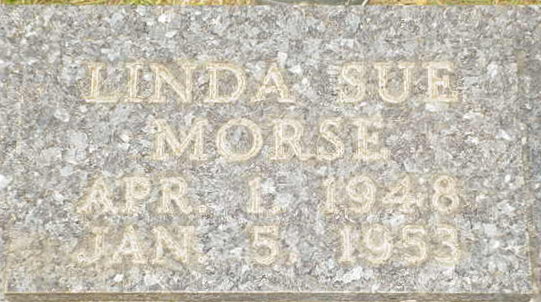 LINDA SUE
MORSE
APR. 1. 1948
JAN. 5. 1953